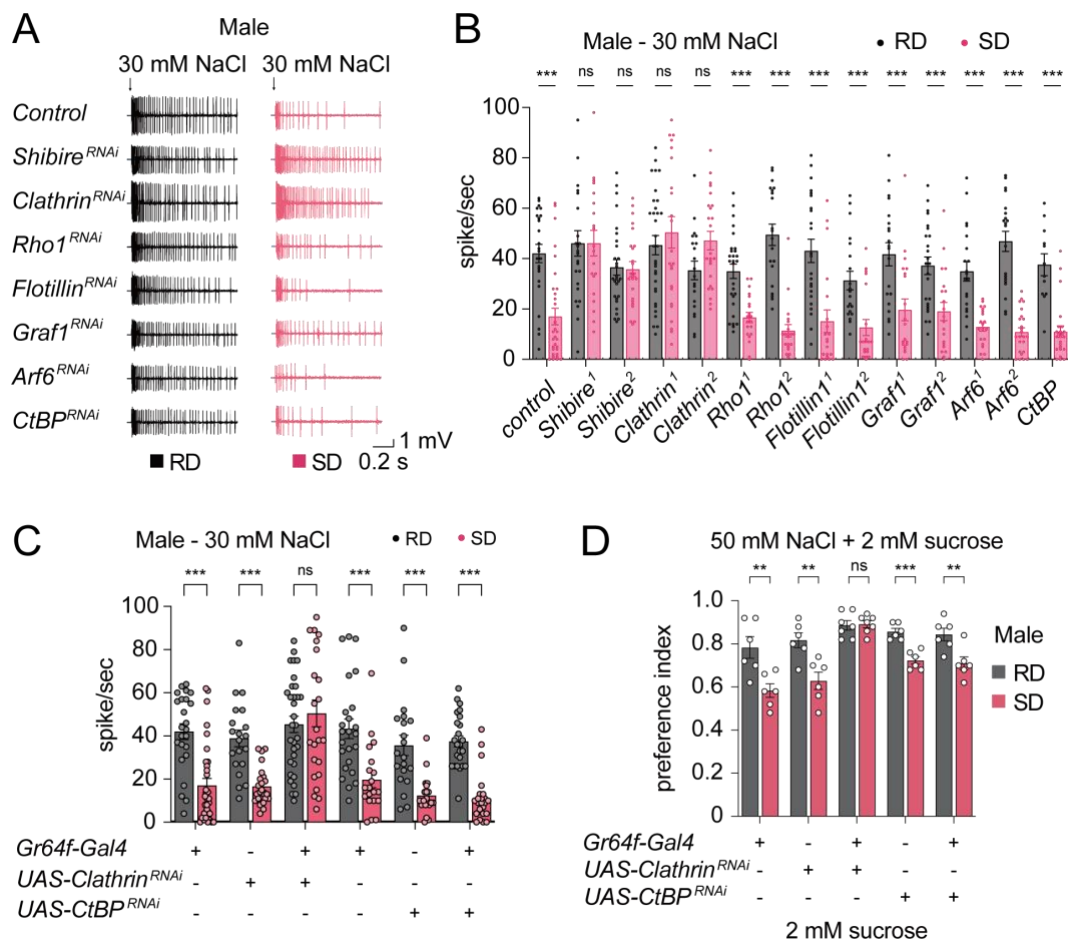 A
Male
30 mM NaCl 30 mM NaCl
Control
Shibire RNAi
Clathrin RNAi
Rho1 RNAi
Flotillin RNAi
Graf1 RNAi
Arf6 RNAi
CtBP RNAi
1 mV
RD SD 0.2 s
B
Male - 30 mM NaCl RD SD
*** ns ns ns ns *** *** *** *** *** *** *** *** ***
100
80
60
40
20
0
spike/sec
control Shibire1 Shibire2 Clathrin1 Clathrin2 Rho11 Rho12 Flotillin11 Flotillin12 Graf11 Graf12 Arf61 Arf62 CtBP
C
Male - 30 mM NaCl RD SD
*** *** ns *** *** ***
100
80
60
40
20
0
spike/sec
Gr64f-Gal4 + - + + - +
UAS-Clathrin RNAi - + + - - -
UAS-CtBP RNAi - - - - + +
D
50 mM NaCl + 2 mM sucrose
** ** ns *** **
1.0
0.8
0.6
0.4
0.2
0
preference index
Male
RD
SD
Gr64f-Gal4 + - + - +
UAS-Clathrin RNAi - + + - -
UAS-CtBP RNAi - - - + +
2 mM sucrose